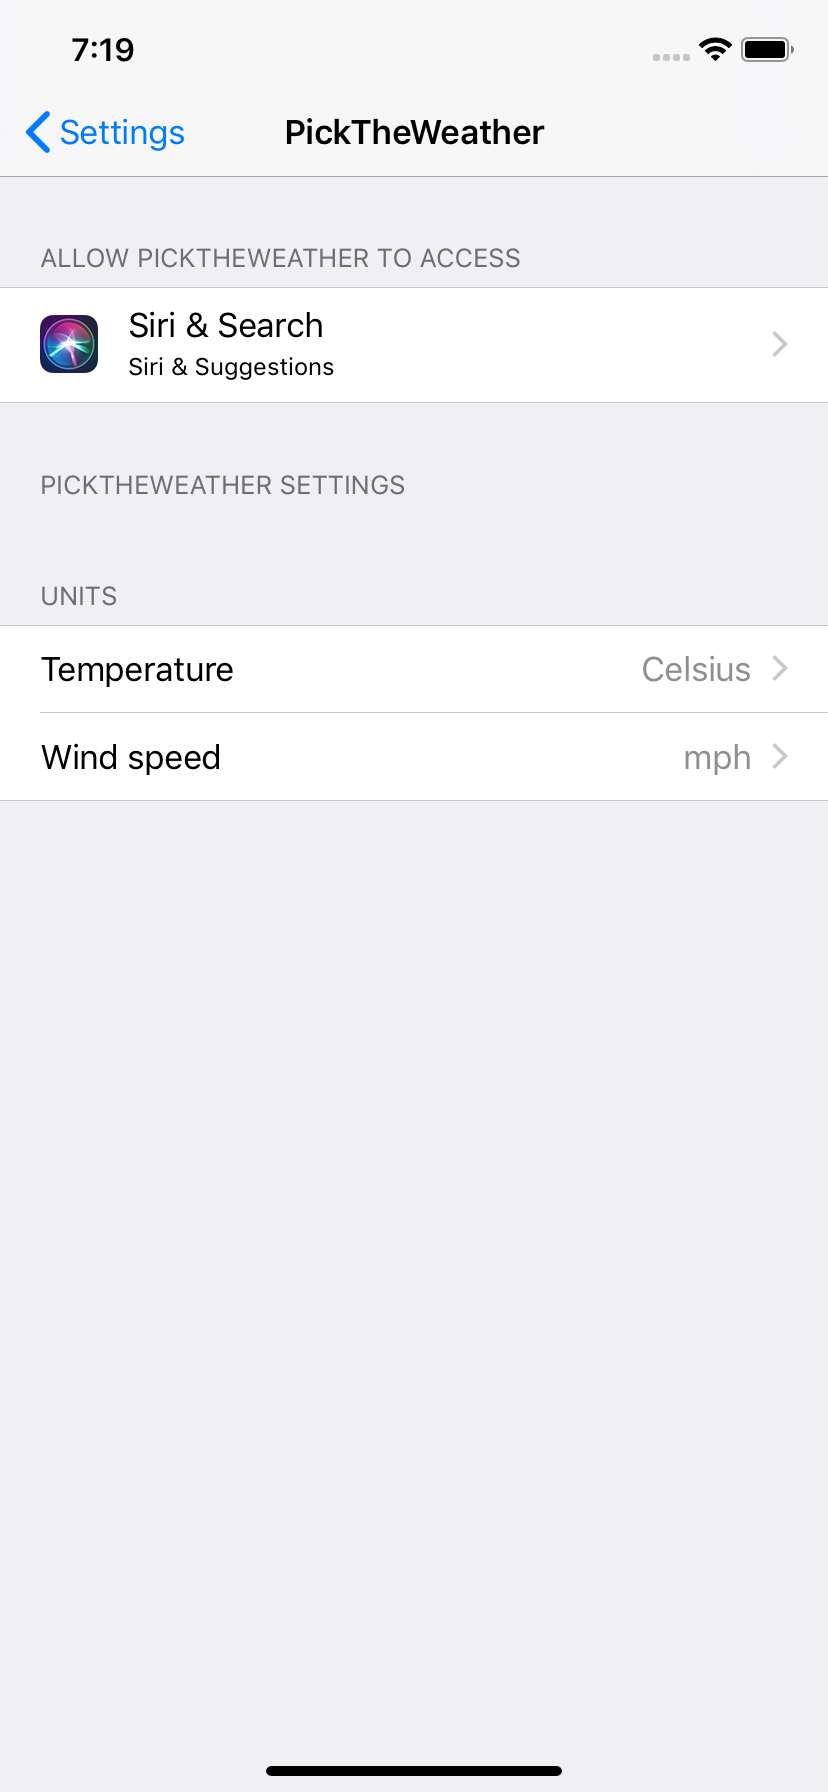 7:19
Settings
PickTheWeather
ALLOW PICKTHEWEATHER TO ACCESS
Siri & Search
Siri & Suggestions
PICKTHEWEATHER SETTINGS
UNITS
Temperature Celsius
Wind speed mph